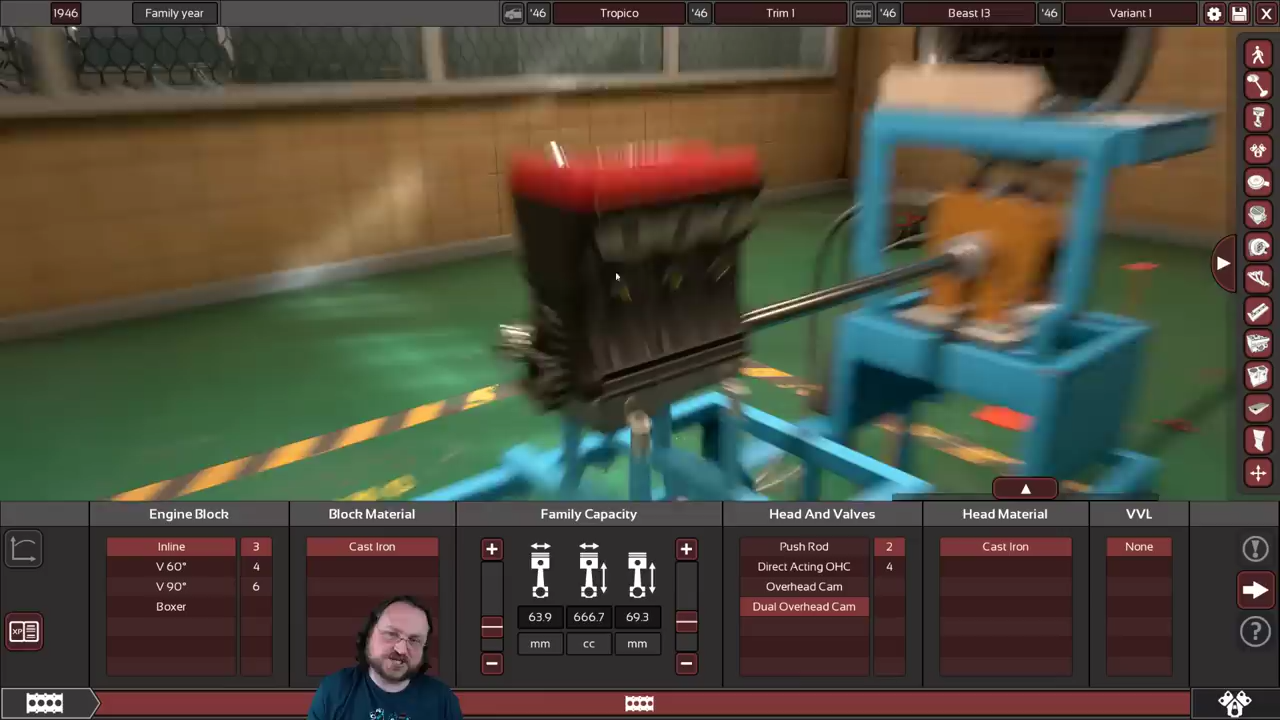 1946 Family year '46 Tropico '46 Trim 1 '46 Beast I3 '46 Variant 1
Engine Block Block Material Family Capacity Head And Valves Head Material VVL
Inline 3 Cast Iron Push Rod 2 Cast Iron None
V 60° 4 Direct Acting OHC 4
V 90° 6 Overhead Cam
Boxer Dual Overhead Cam
63.9 666.7 69.3
mm cc mm
XP